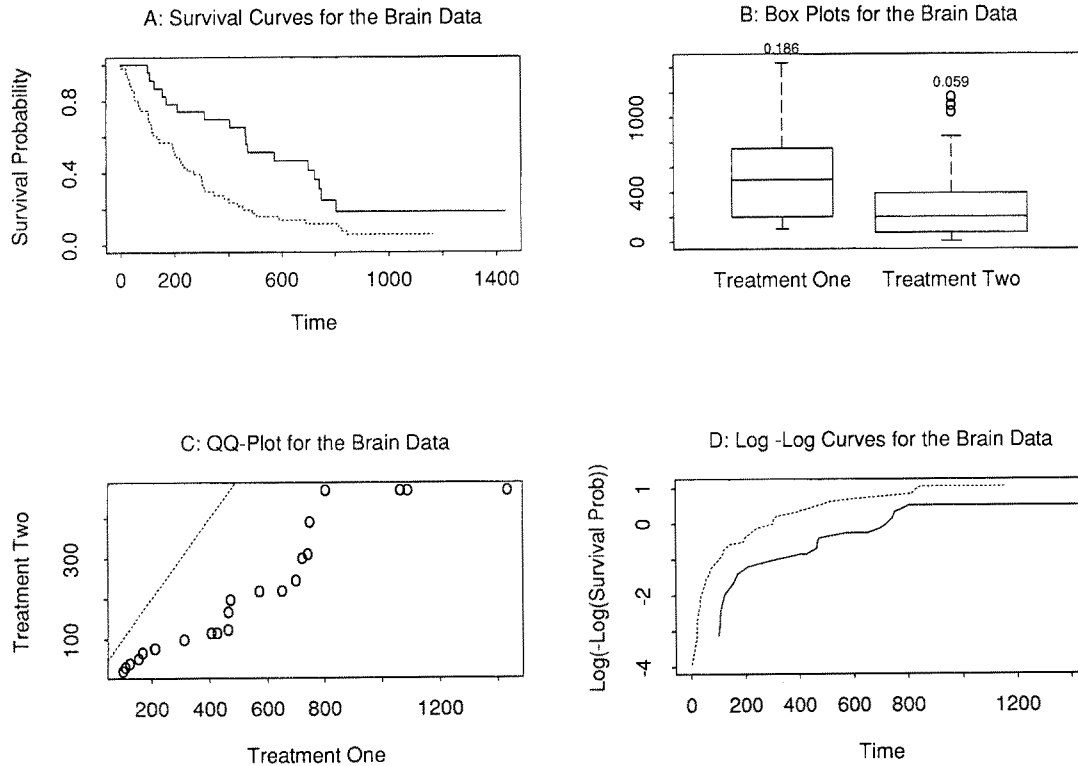 A: Survival Curves for the Brain Data
Survival Probability
0.0 0.4 0.8
0 200 600 1000 1400
Time
B: Box Plots for the Brain Data
0.186
0.059
0 400 1000
Treatment One Treatment Two
C: QQ-Plot for the Brain Data
Treatment Two
100 300
200 400 600 800 1200
Treatment One
D: Log -Log Curves for the Brain Data
Log(-Log(Survival Prob))
-4 -2 0 1
0 200 400 600 800 1200
Time